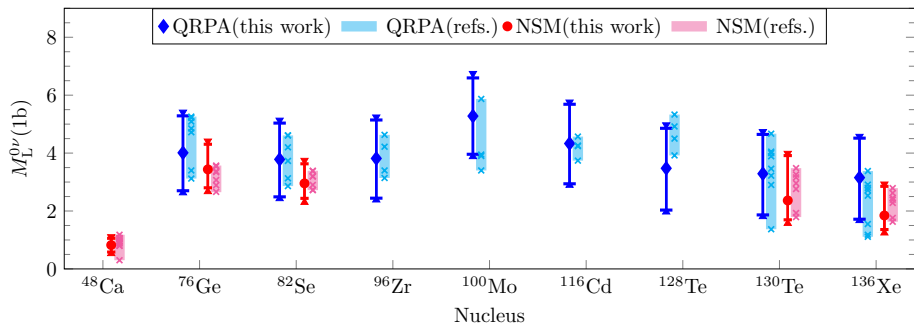 8
6
4
2
0
M_L^{0ν}(1b)
QRPA(this work) QRPA(refs.) NSM(this work) NSM(refs.)
⁴⁸Ca ⁷⁶Ge ⁸²Se ⁹⁶Zr ¹⁰⁰Mo ¹¹⁶Cd ¹²⁸Te ¹³⁰Te ¹³⁶Xe
Nucleus